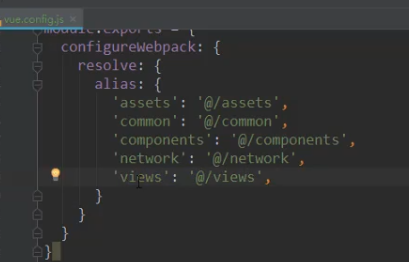 vue.config.js ×
module.exports = {
configureWebpack: {
resolve: {
alias: {
'assets': '@/assets',
'common': '@/common',
'components': '@/components',
'network': '@/network',
'views': '@/views',
}
}
}
}